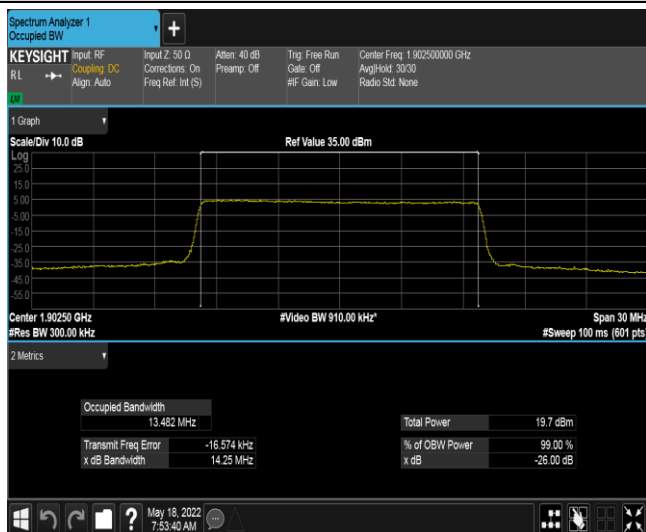 Spectrum Analyzer 1
Occupied BW
+
KEYSIGHT Input: RF Input Z: 50 Ω Atten: 40 dB Trig: Free Run Center Freq: 1.902500000 GHz
RL Coupling: DC Corrections: On Preamp: Off Gate: Off Avg|Hold: 30/30
Align: Auto Freq Ref: Int (S) #IF Gain: Low Radio Std: None
1 Graph
Scale/Div 10.0 dB Ref Value 35.00 dBm
Log
25.0
15.0
5.00
-5.00
-15.0
-25.0
-35.0
-45.0
-55.0
Center 1.90250 GHz #Video BW 910.00 kHz* Span 30 MHz
#Res BW 300.00 kHz #Sweep 100 ms (601 pts)
2 Metrics
Occupied Bandwidth
13.482 MHz Total Power 19.7 dBm
Transmit Freq Error -16.574 kHz % of OBW Power 99.00 %
x dB Bandwidth 14.25 MHz x dB -26.00 dB
? May 18, 2022
7:53:40 AM